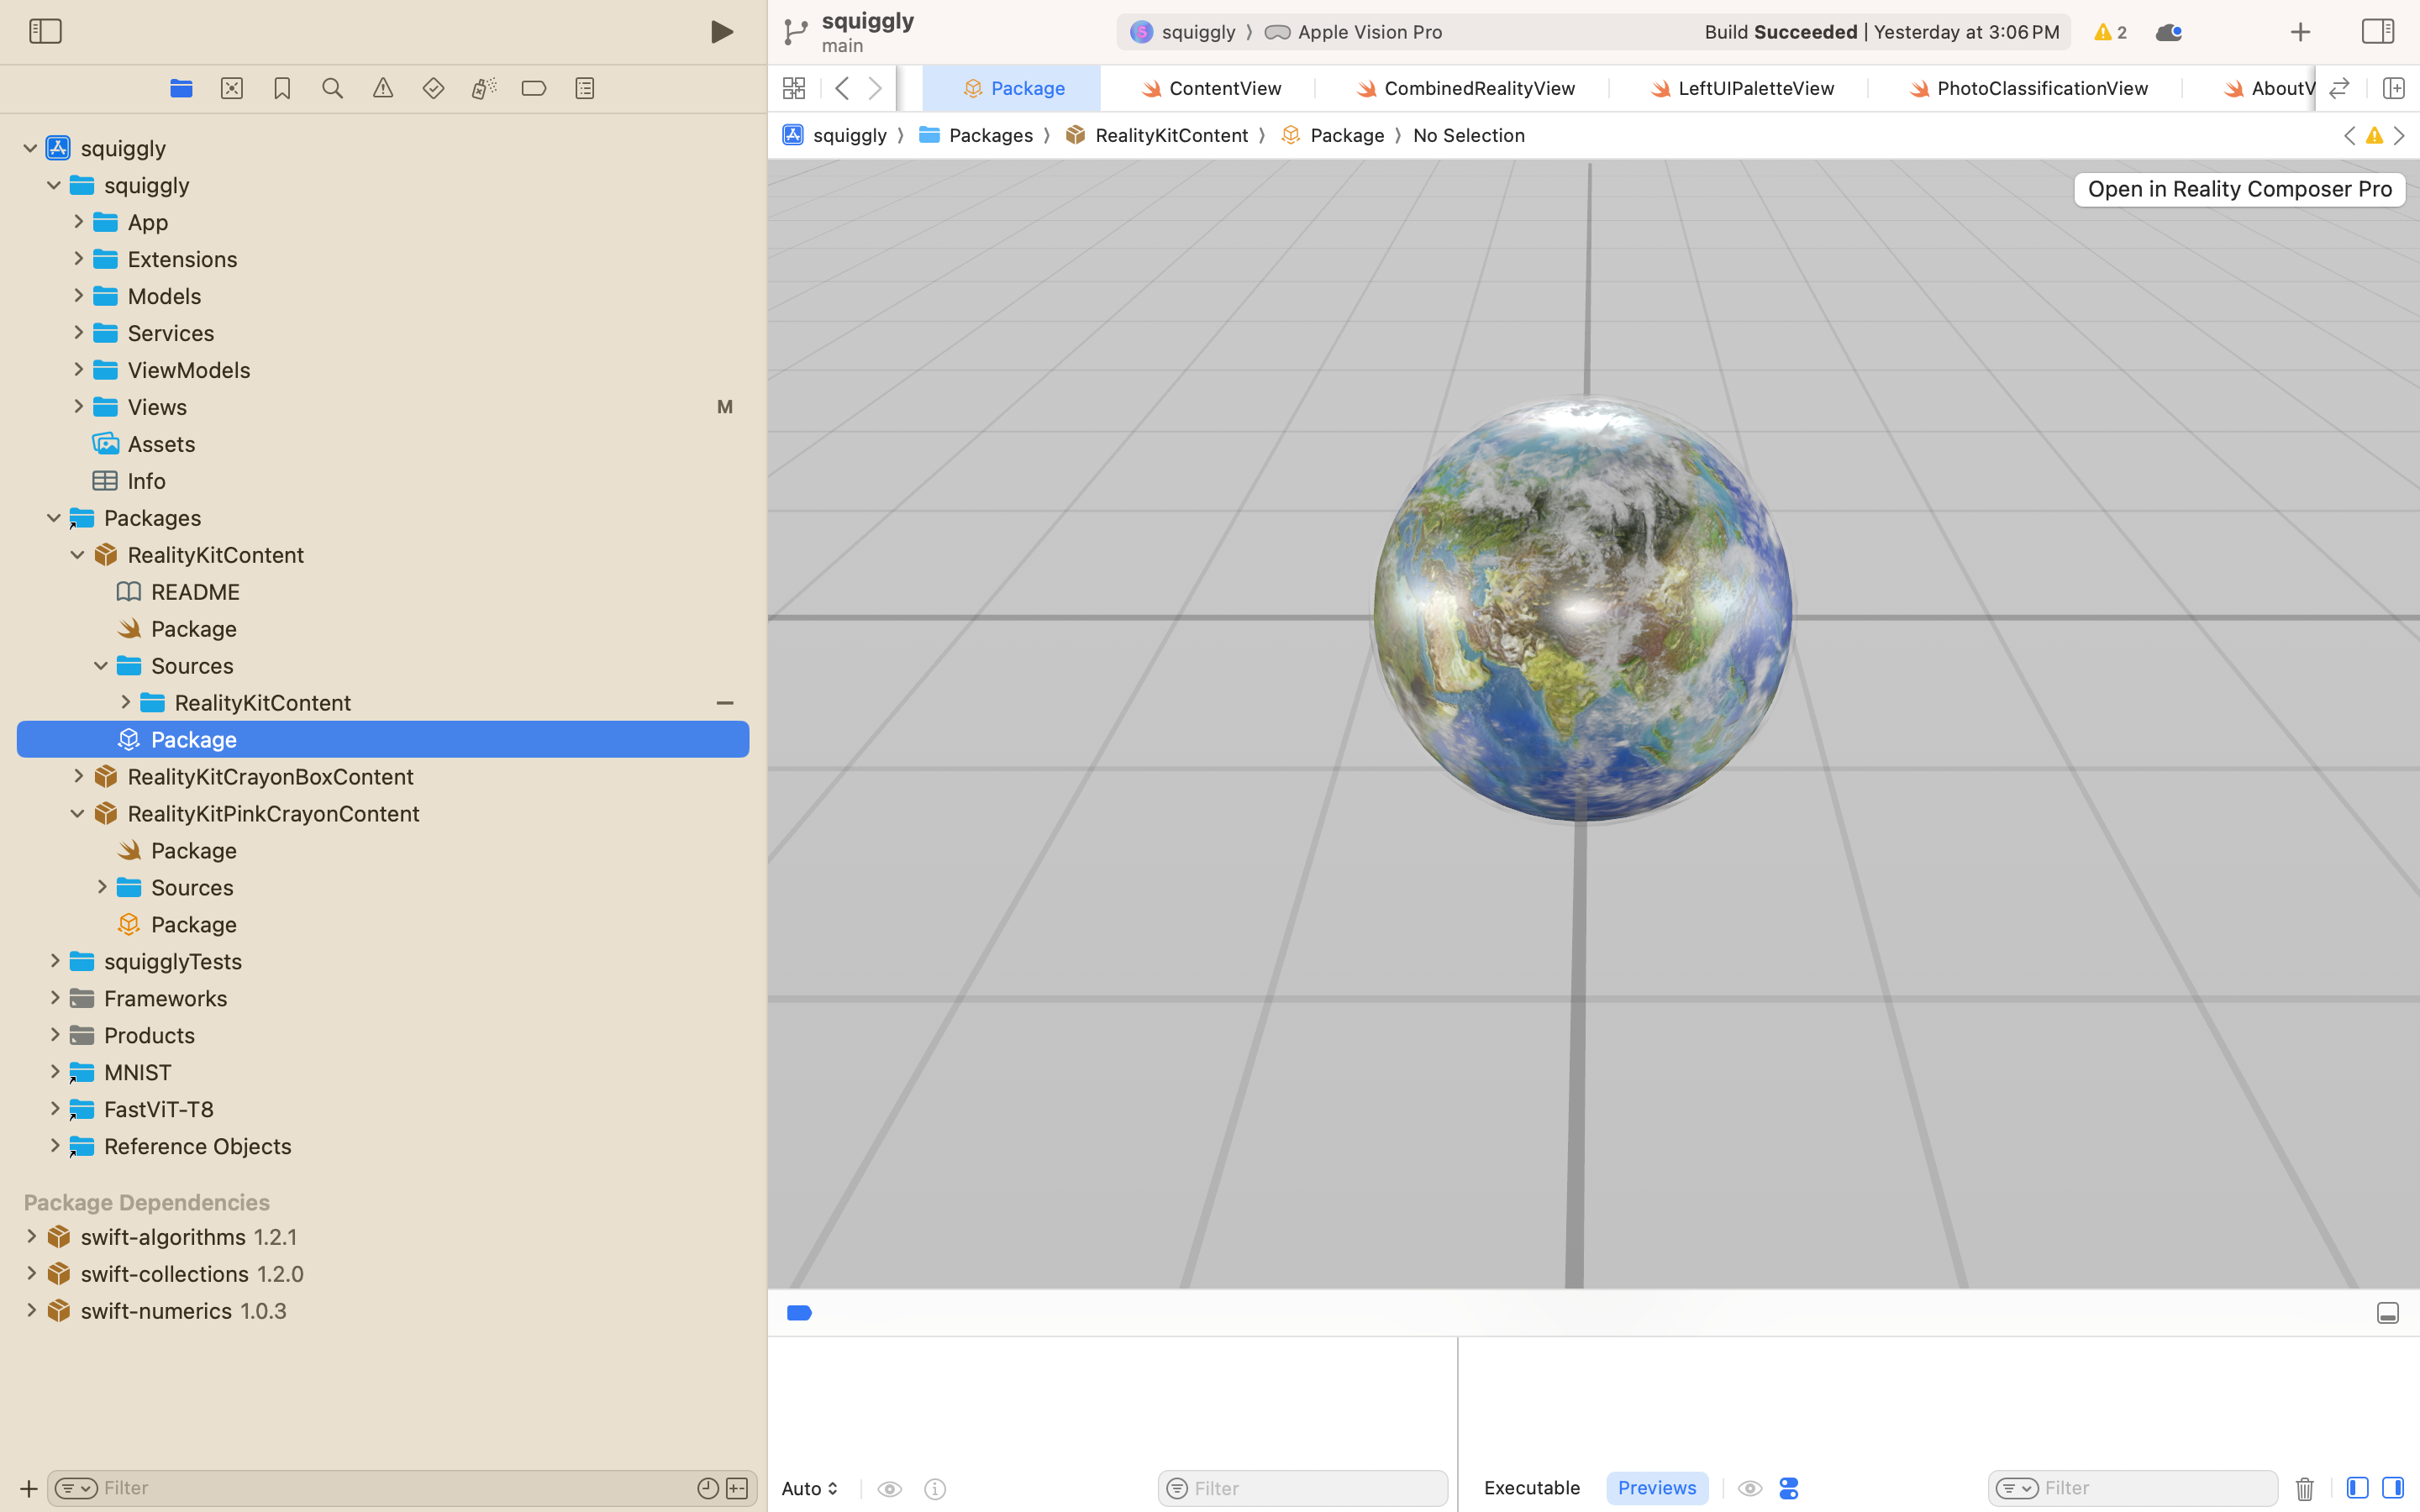 squiggly
main
squiggly
Apple Vision Pro
Build Succeeded | Yesterday at 3:06 PM
2
Package
ContentView
CombinedRealityView
LeftUIPaletteView
PhotoClassificationView
AboutV
squiggly
Packages
RealityKitContent
Package
No Selection
Open in Reality Composer Pro
squiggly
squiggly
App
Extensions
Models
Services
ViewModels
Views
M
Assets
Info
Packages
RealityKitContent
README
Package
Sources
RealityKitContent
Package
RealityKitCrayonBoxContent
RealityKitPinkCrayonContent
Package
Sources
Package
squigglyTests
Frameworks
Products
MNIST
FastViT-T8
Reference Objects
Package Dependencies
swift-algorithms 1.2.1
swift-collections 1.2.0
swift-numerics 1.0.3
Filter
Auto
Filter
Executable
Previews
Filter